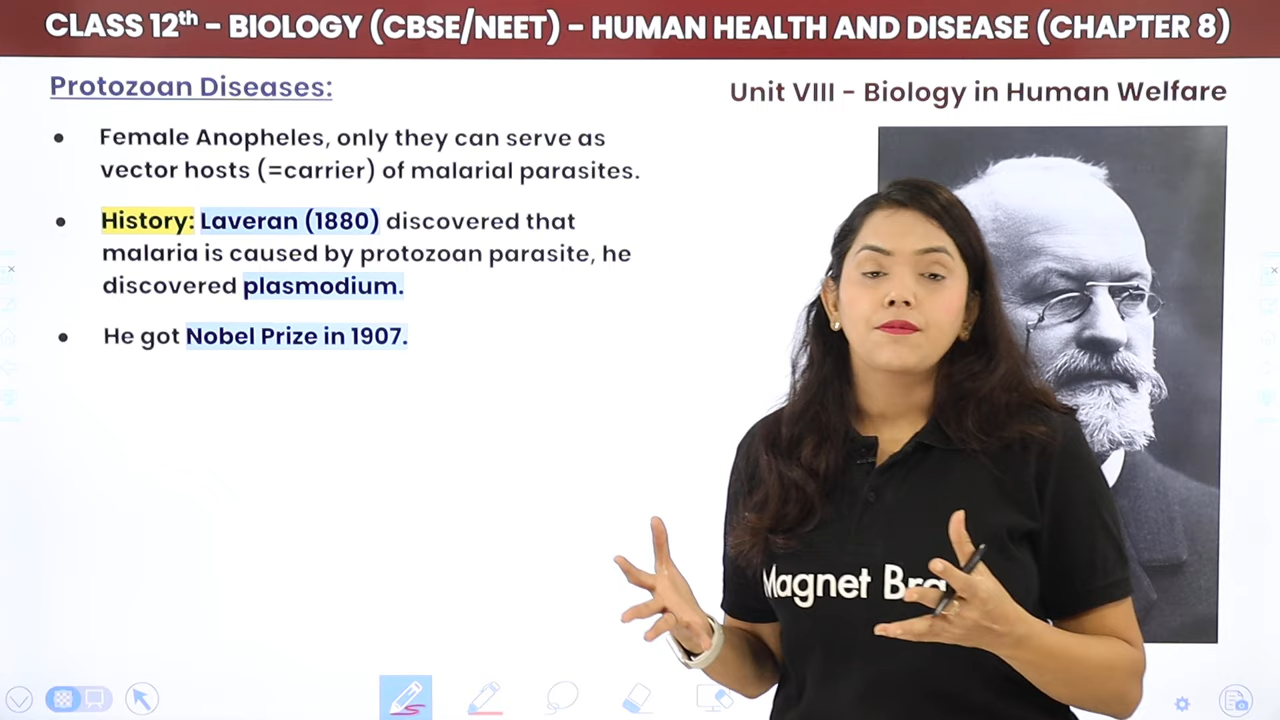 CLASS 12th - BIOLOGY (CBSE/NEET) - HUMAN HEALTH AND DISEASE (CHAPTER 8)
Protozoan Diseases:
Unit VIII - Biology in Human Welfare
• Female Anopheles, only they can serve as
vector hosts (=carrier) of malarial parasites.
• History: Laveran (1880) discovered that
malaria is caused by protozoan parasite, he
discovered plasmodium.
• He got Nobel Prize in 1907.
Magnet Bra